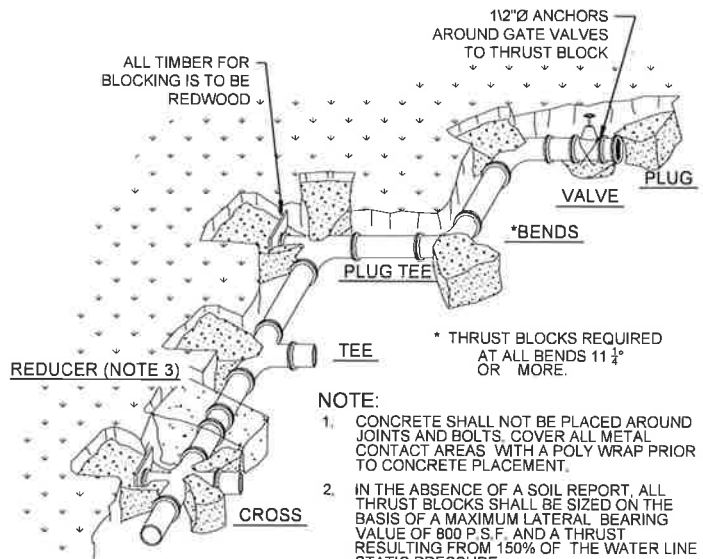 1\2"Ø ANCHORS
AROUND GATE VALVES
TO THRUST BLOCK
ALL TIMBER FOR
BLOCKING IS TO BE
REDWOOD
VALVE
PLUG
*BENDS
PLUG TEE
* THRUST BLOCKS REQUIRED
AT ALL BENDS 11 1/4°
OR MORE.
TEE
REDUCER (NOTE 3)
CROSS
NOTE:
1. CONCRETE SHALL NOT BE PLACED AROUND
JOINTS AND BOLTS. COVER ALL METAL
CONTACT AREAS WITH A POLY WRAP PRIOR
TO CONCRETE PLACEMENT.
2. IN THE ABSENCE OF A SOIL REPORT, ALL
THRUST BLOCKS SHALL BE SIZED ON THE
BASIS OF A MAXIMUM LATERAL BEARING
VALUE OF 800 P.S.F. AND A THRUST
RESULTING FROM 150% OF THE WATER LINE
STATIC PRESSURE